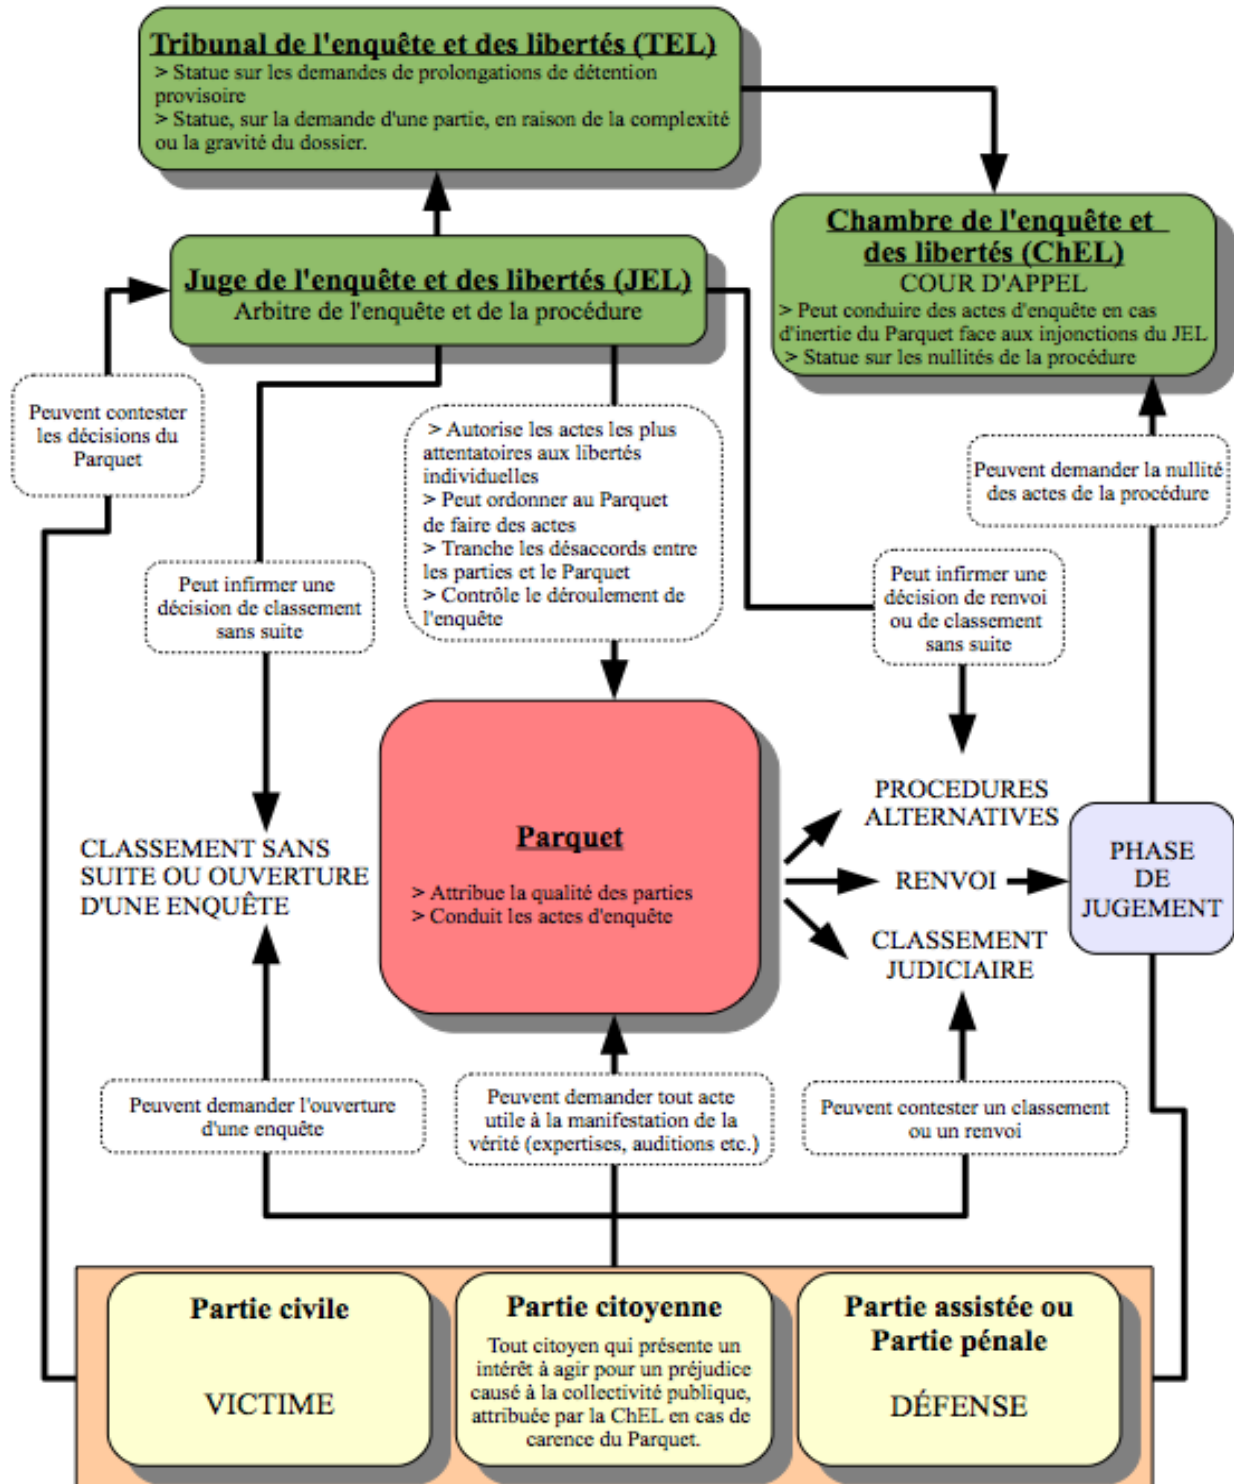 Tribunal de l'enquête et des libertés (TEL)
> Statue sur les demandes de prolongations de détention
provisoire
> Statue, sur la demande d'une partie, en raison de la complexité
ou la gravité du dossier.
Chambre de l'enquête et
des libertés (ChEL)
COUR D'APPEL
> Peut conduire des actes d'enquête en cas
d'inertie du Parquet face aux injonctions du JEL
> Statue sur les nullités de la procédure
Juge de l'enquête et des libertés (JEL)
Arbitre de l'enquête et de la procédure
Peuvent contester
les décisions du
Parquet
> Autorise les actes les plus
attentatoires aux libertés
individuelles
> Peut ordonner au Parquet
de faire des actes
> Tranche les désaccords entre
les parties et le Parquet
> Contrôle le déroulement de
l'enquête
Peuvent demander la nullité
des actes de la procédure
Peut infirmer une
décision de classement
sans suite
Peut infirmer une
décision de renvoi
ou de classement
sans suite
CLASSEMENT SANS
SUITE OU OUVERTURE
D'UNE ENQUÊTE
Parquet
> Attribue la qualité des parties
> Conduit les actes d'enquête
PROCEDURES
ALTERNATIVES
RENVOI
CLASSEMENT
JUDICIAIRE
PHASE
DE
JUGEMENT
Peuvent demander l'ouverture
d'une enquête
Peuvent demander tout acte
utile à la manifestation de la
vérité (expertises, auditions etc.)
Peuvent contester un classement
ou un renvoi
Partie civile
VICTIME
Partie citoyenne
Tout citoyen qui présente un
intérêt à agir pour un préjudice
causé à la collectivité publique,
attribuée par la ChEL en cas de
carence du Parquet.
Partie assistée ou
Partie pénale
DÉFENSE